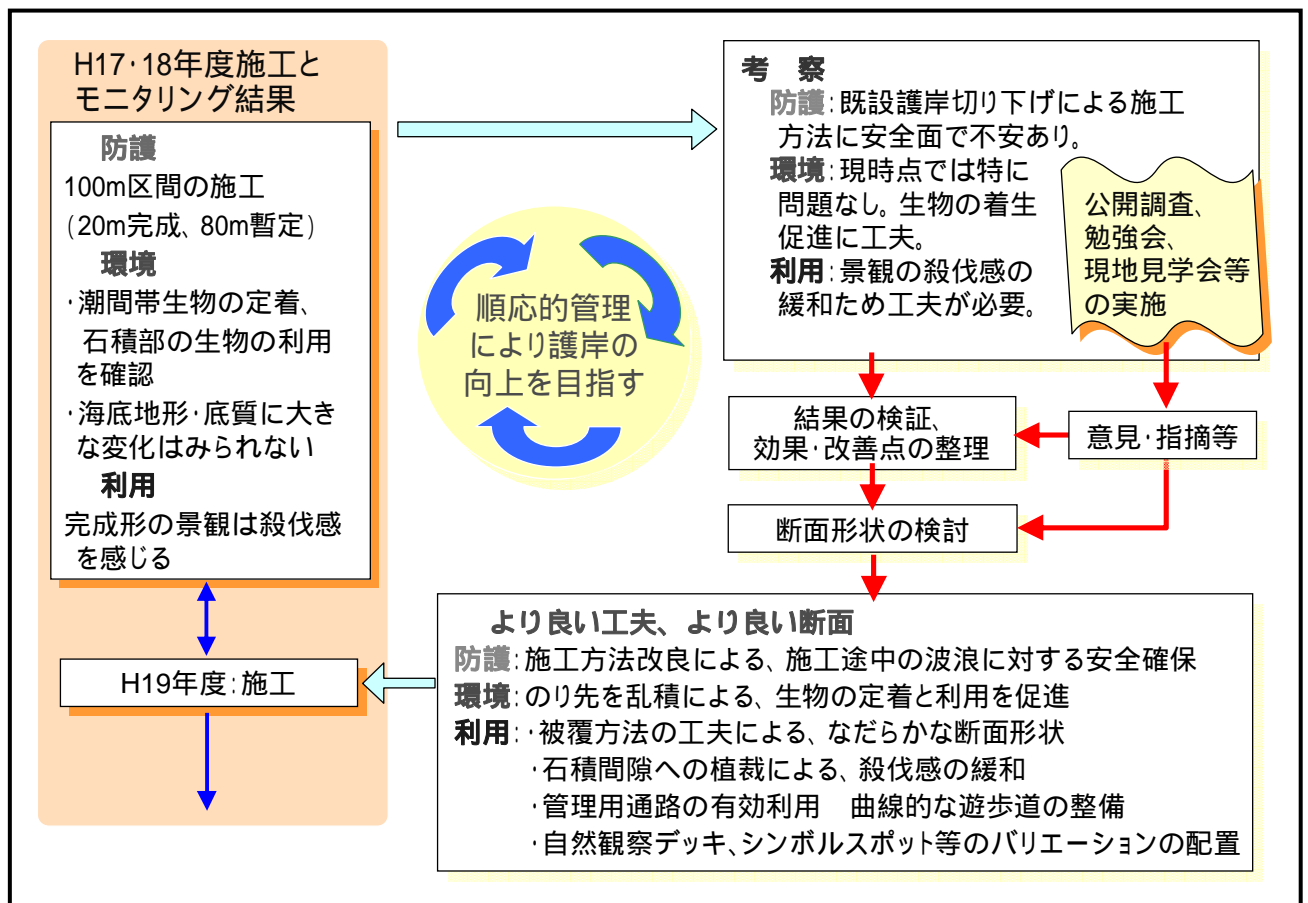 H17・18年度施工と
モニタリング結果
防護
100m区間の施工
(20m完成、80m暫定)
環境
・潮間帯生物の定着、
石積部の生物の利用
を確認
・海底地形・底質に大き
な変化はみられない
利用
完成形の景観は殺伐感
を感じる
H19年度:施工
順応的管理
により護岸の
向上を目指す
考 察
防護:既設護岸切り下げによる施工
方法に安全面で不安あり。
環境:現時点では特に
問題なし。生物の着生
促進に工夫。
利用:景観の殺伐感の
緩和ため工夫が必要。
公開調査、
勉強会、
現地見学会等
の実施
結果の検証、
効果・改善点の整理
意見・指摘等
断面形状の検討
より良い工夫、より良い断面
防護:施工方法改良による、施工途中の波浪に対する安全確保
環境:のり先を乱積による、生物の定着と利用を促進
利用:・被覆方法の工夫による、なだらかな断面形状
・石積間隙への植栽による、殺伐感の緩和
・管理用通路の有効利用 曲線的な遊歩道の整備
・自然観察デッキ、シンボルスポット等のバリエーションの配置